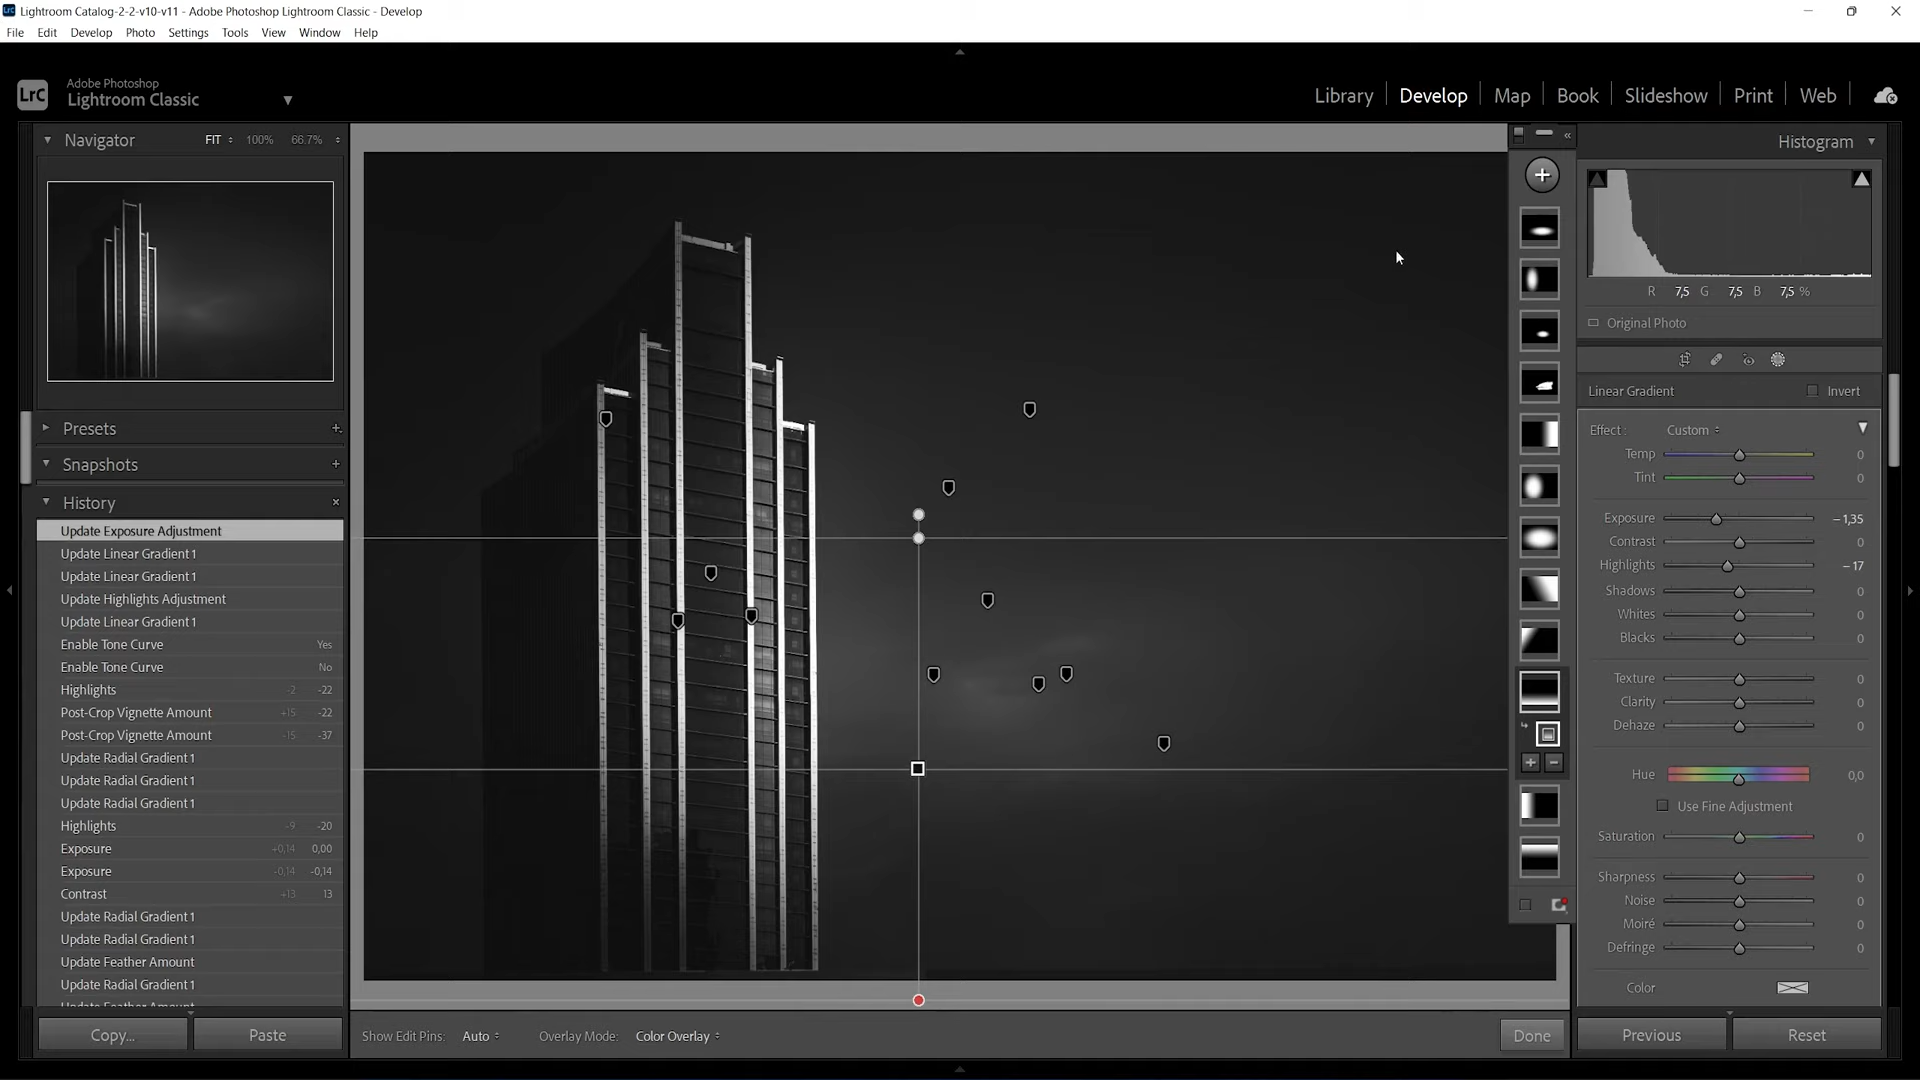 Lightroom Catalog-2-2-v10-v11 - Adobe Photoshop Lightroom Classic - Develop
File Edit Develop Photo Settings Tools View Window Help
LrC
Adobe Photoshop
Lightroom Classic
Library Develop Map Book Slideshow Print Web
Navigator FIT 100% 66.7%
Presets
Snapshots
History
Update Exposure Adjustment
Update Linear Gradient 1
Update Linear Gradient 1
Update Highlights Adjustment
Update Linear Gradient 1
Enable Tone Curve Yes
Enable Tone Curve No
Highlights -2 -22
Post-Crop Vignette Amount +15 -22
Post-Crop Vignette Amount -15 -37
Update Radial Gradient 1
Update Radial Gradient 1
Update Radial Gradient 1
Highlights -9 -20
Exposure +0,14 0,00
Exposure -0,14 -0,14
Contrast +13 13
Update Radial Gradient 1
Update Radial Gradient 1
Update Feather Amount
Update Radial Gradient 1
Update Feather Amount
Copy... Paste
Show Edit Pins: Auto Overlay Mode: Color Overlay Done
Histogram
R 7,5 G 7,5 B 7,5 %
Original Photo
Linear Gradient Invert
Effect: Custom
Temp 0
Tint 0
Exposure -1,35
Contrast 0
Highlights -17
Shadows 0
Whites 0
Blacks 0
Texture 0
Clarity 0
Dehaze 0
Hue 0,0
Use Fine Adjustment
Saturation 0
Sharpness 0
Noise 0
Moiré 0
Defringe 0
Color
Previous Reset